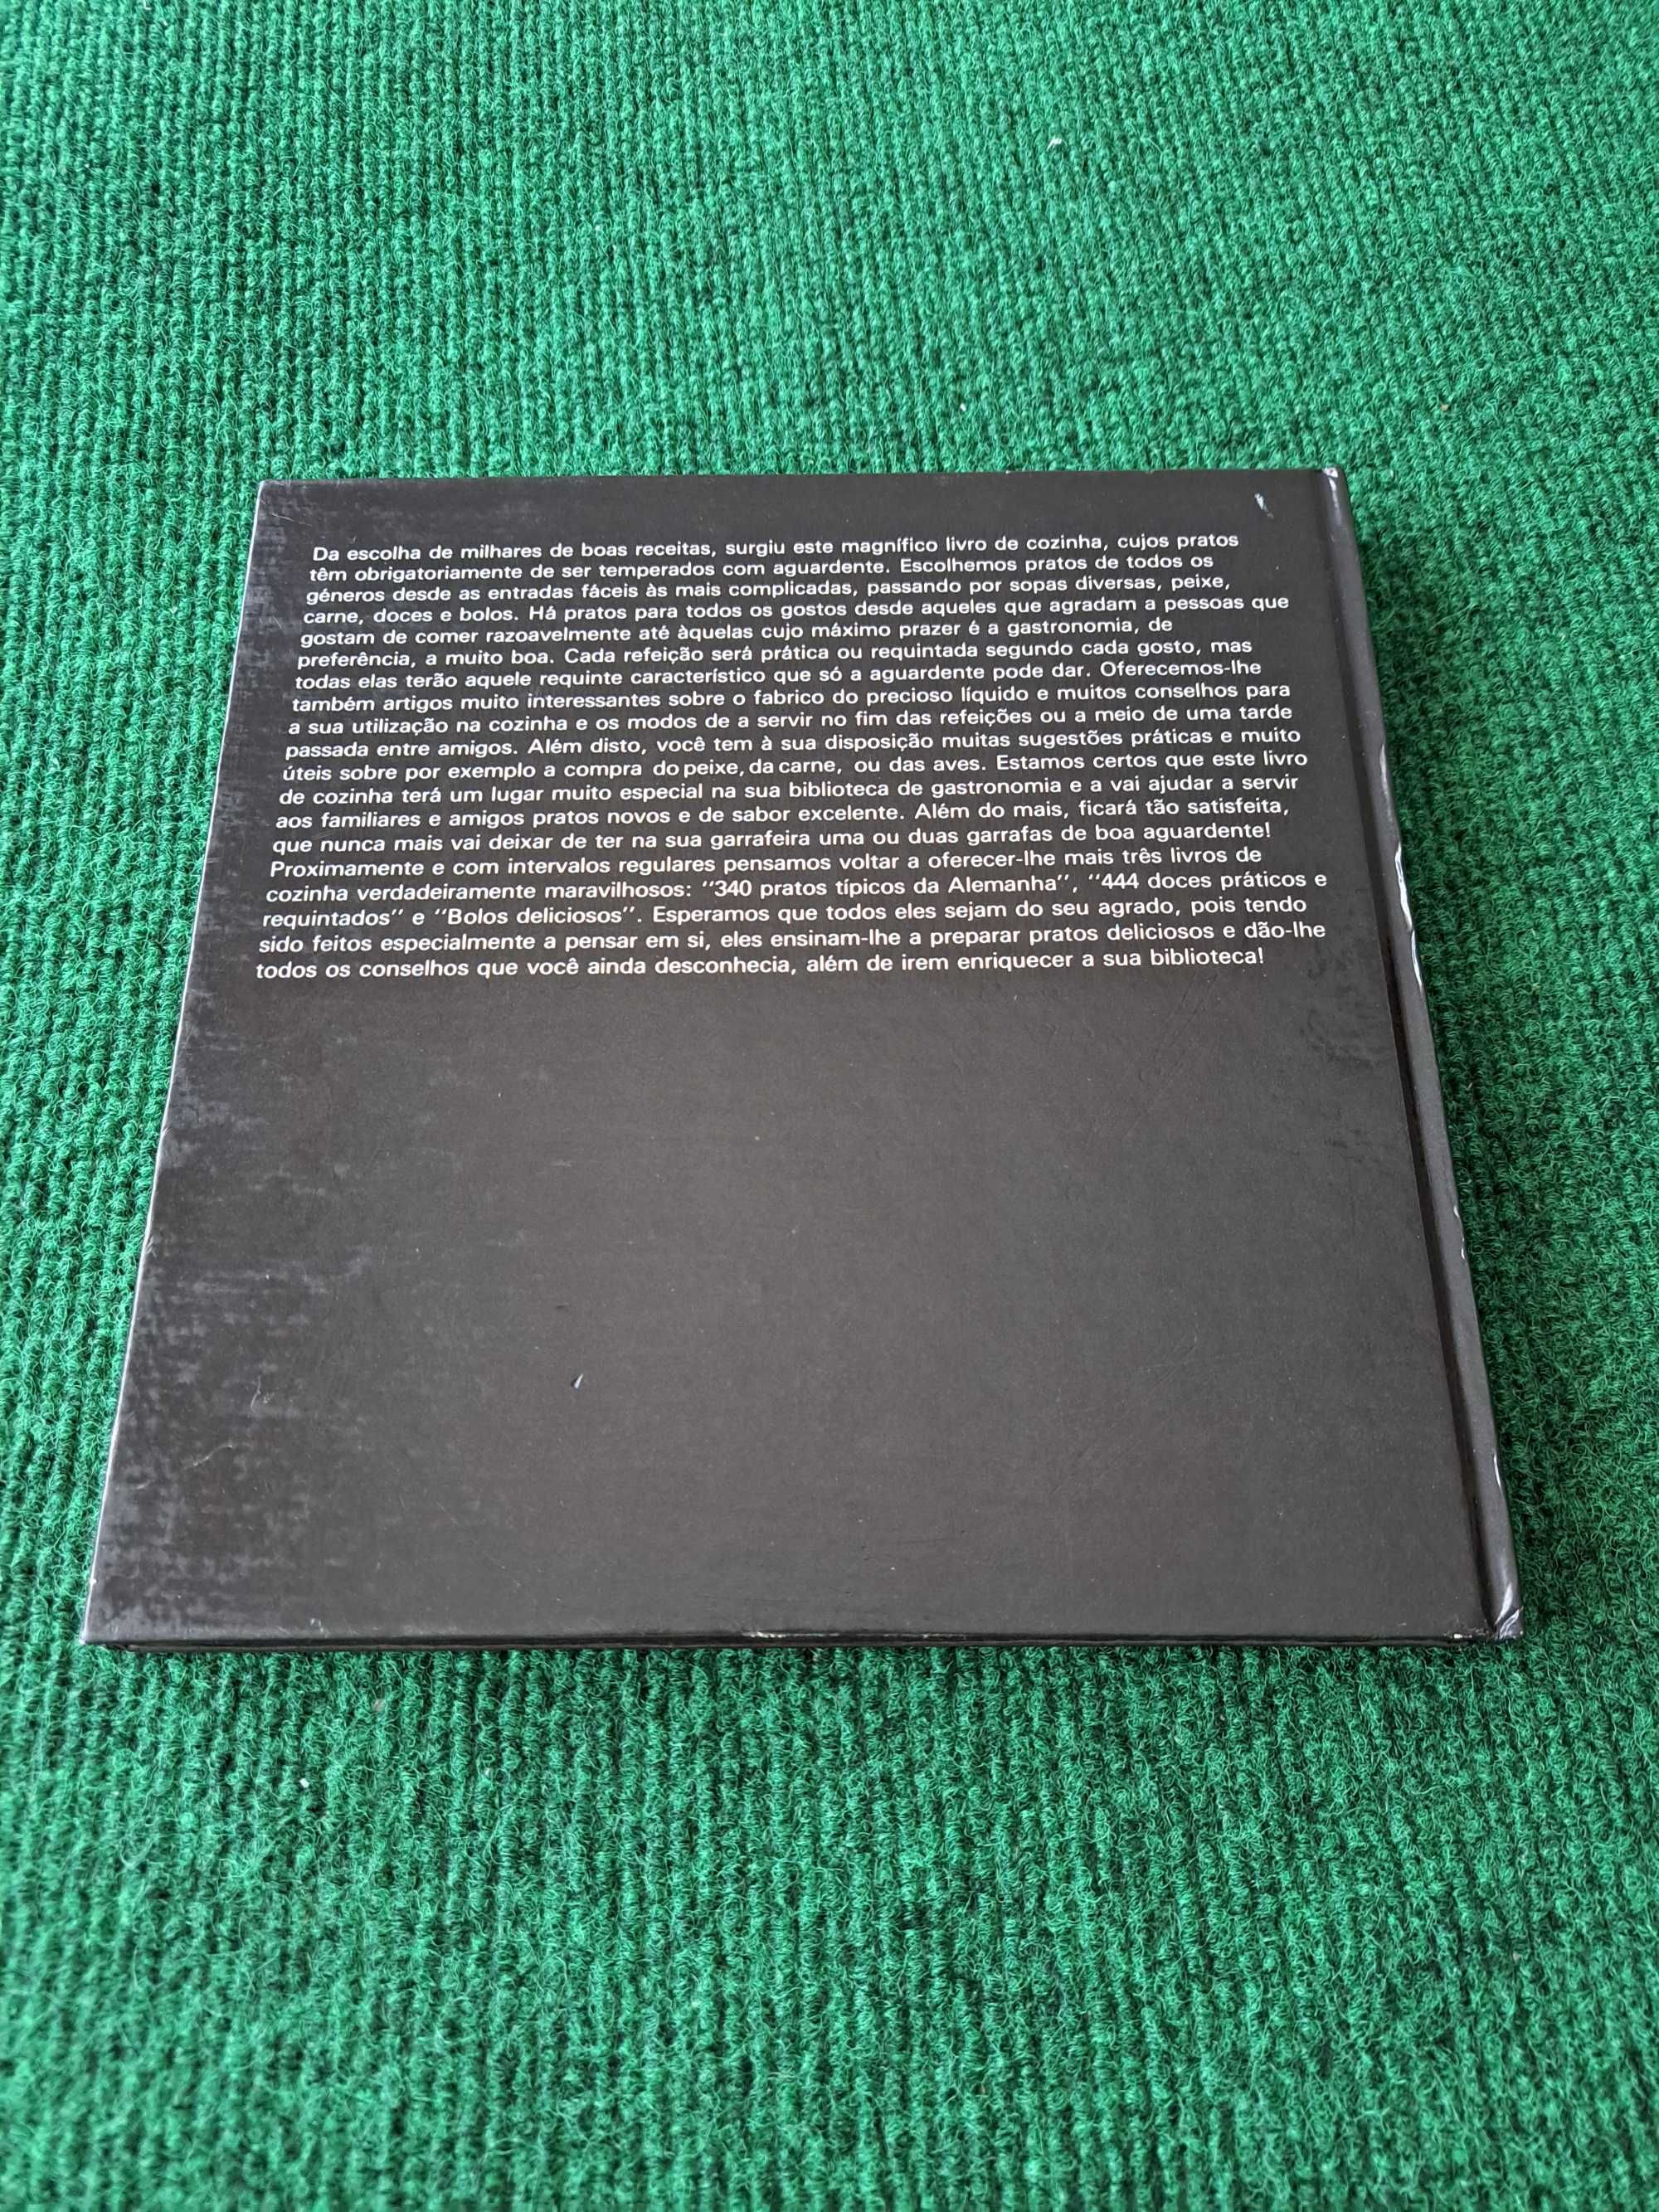 Da escolha de milhares de boas receitas, surgiu este magnífico livro de cozinha, cujos pratos
têm obrigatoriamente de ser temperados com aguardente. Escolhemos pratos de todos os
géneros desde as entradas fáceis às mais complicadas, passando por sopas diversas, peixe,
carne, doces e bolos. Há pratos para todos os gostos desde aqueles que agradam a pessoas que
gostam de comer razoavelmente até àquelas cujo máximo prazer é a gastronomia, de
preferência, a muito boa. Cada refeição será prática ou requintada segundo cada gosto, mas
todas elas terão aquele requinte característico que só a aguardente pode dar. Oferecemos-lhe
também artigos muito interessantes sobre o fabrico do precioso líquido e muitos conselhos para
a sua utilização na cozinha e os modos de a servir no fim das refeições ou a meio de uma tarde
passada entre amigos. Além disto, você tem à sua disposição muitas sugestões práticas e muito
úteis sobre por exemplo a compra do peixe, da carne, ou das aves. Estamos certos que este livro
de cozinha terá um lugar muito especial na sua biblioteca de gastronomia e a vai ajudar a servir
aos familiares e amigos pratos novos e de sabor excelente. Além do mais, ficará tão satisfeita,
que nunca mais vai deixar de ter na sua garrafeira uma ou duas garrafas de boa aguardente!
Proximamente e com intervalos regulares pensamos voltar a oferecer-lhe mais três livros de
cozinha verdadeiramente maravilhosos: "340 pratos típicos da Alemanha", "444 doces práticos e
requintados" e "Bolos deliciosos". Esperamos que todos eles sejam do seu agrado, pois tendo
sido feitos especialmente a pensar em si, eles ensinam-lhe a preparar pratos deliciosos e dão-lhe
todos os conselhos que você ainda desconhecia, além de irem enriquecer a sua biblioteca!